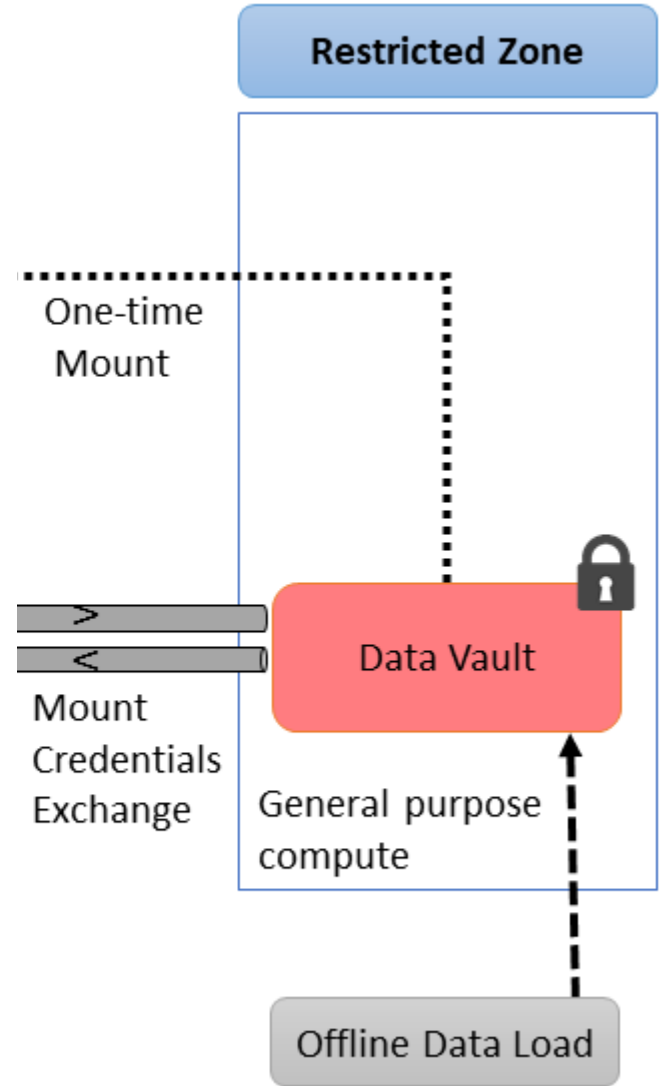 Restricted Zone
One-time
Mount
>
<
Data Vault
Mount
Credentials
Exchange
General purpose
compute
Offline Data Load